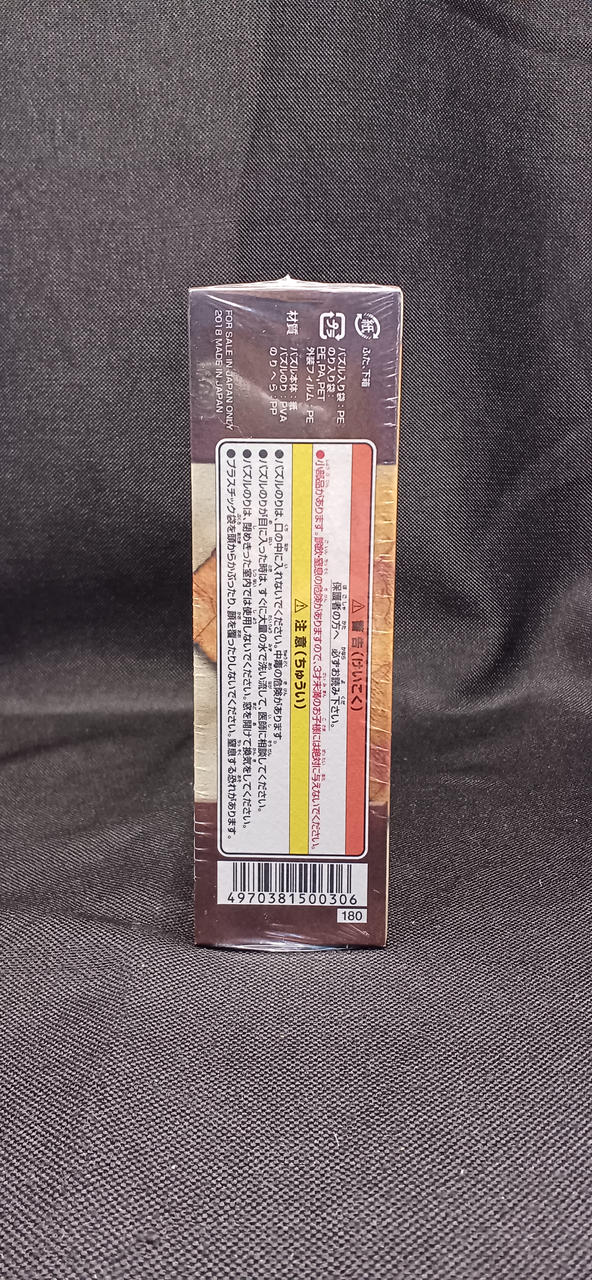 紙
ふた、下箱
プラ
パズル入り袋：PE
のり入り袋：
PE,PA,PET
外装フィルム：PE
材質
パズル本体：紙
パズルのり：PVA
のりへら：PP
FOR SALE IN JAPAN ONLY
2018 MADE IN JAPAN
警告(けいこく)
保護者の方へ 必ずお読み下さい。
●小部品があります。誤飲・窒息の危険がありますので、3才未満のお子様には絶対に与えないでください。
注意(ちゅうい)
●パズルのりは、口の中に入れないでください。中毒の危険があります。
●パズルのりが目に入った時は、すぐに大量の水で洗い流して、医師に相談してください。
●パズルのりは、閉めきった室内では使用しないでください。窓を開けて換気をしてください。
●プラスチック袋を頭からかぶったり、顔を覆ったりしないでください。窒息する恐れがあります。
4970381500306
180